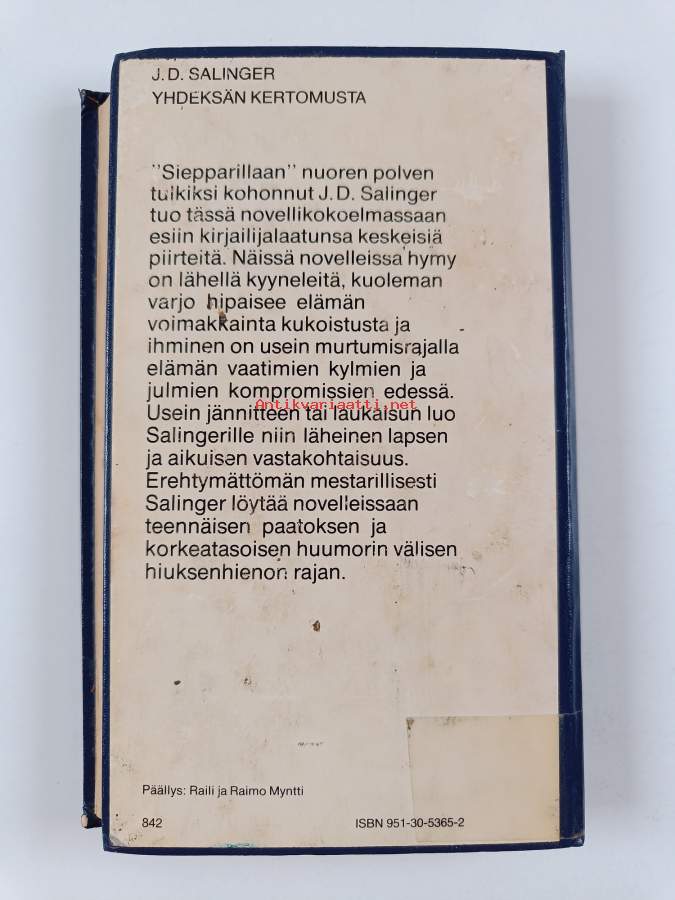 J.D. SALINGER
YHDEKSÄN KERTOMUSTA
"Siepparillaan" nuoren polven
tulkiksi kohonnut J.D. Salinger
tuo tässä novellikokoelmassaan
esiin kirjailijalaatunsa keskeisiä
piirteitä. Näissä novelleissa hymy
on lähellä kyyneleitä, kuoleman
varjo hipaisee elämän
voimakkainta kukoistusta ja
ihminen on usein murtumisrajalla
elämän vaatimien kylmien ja
julmien kompromissien edessä.
Antikvariaatti.net
Usein jännitteen tai laukaisun luo
Salingerille niin läheinen lapsen
ja aikuisen vastakohtaisuus.
Erehtymättömän mestarillisesti
Salinger löytää novelleissaan
teennäisen paatoksen ja
korkeatasoisen huumorin välisen
hiuksenhienon rajan.
Päällys: Raili ja Raimo Myntti
842 ISBN 951-30-5365-2